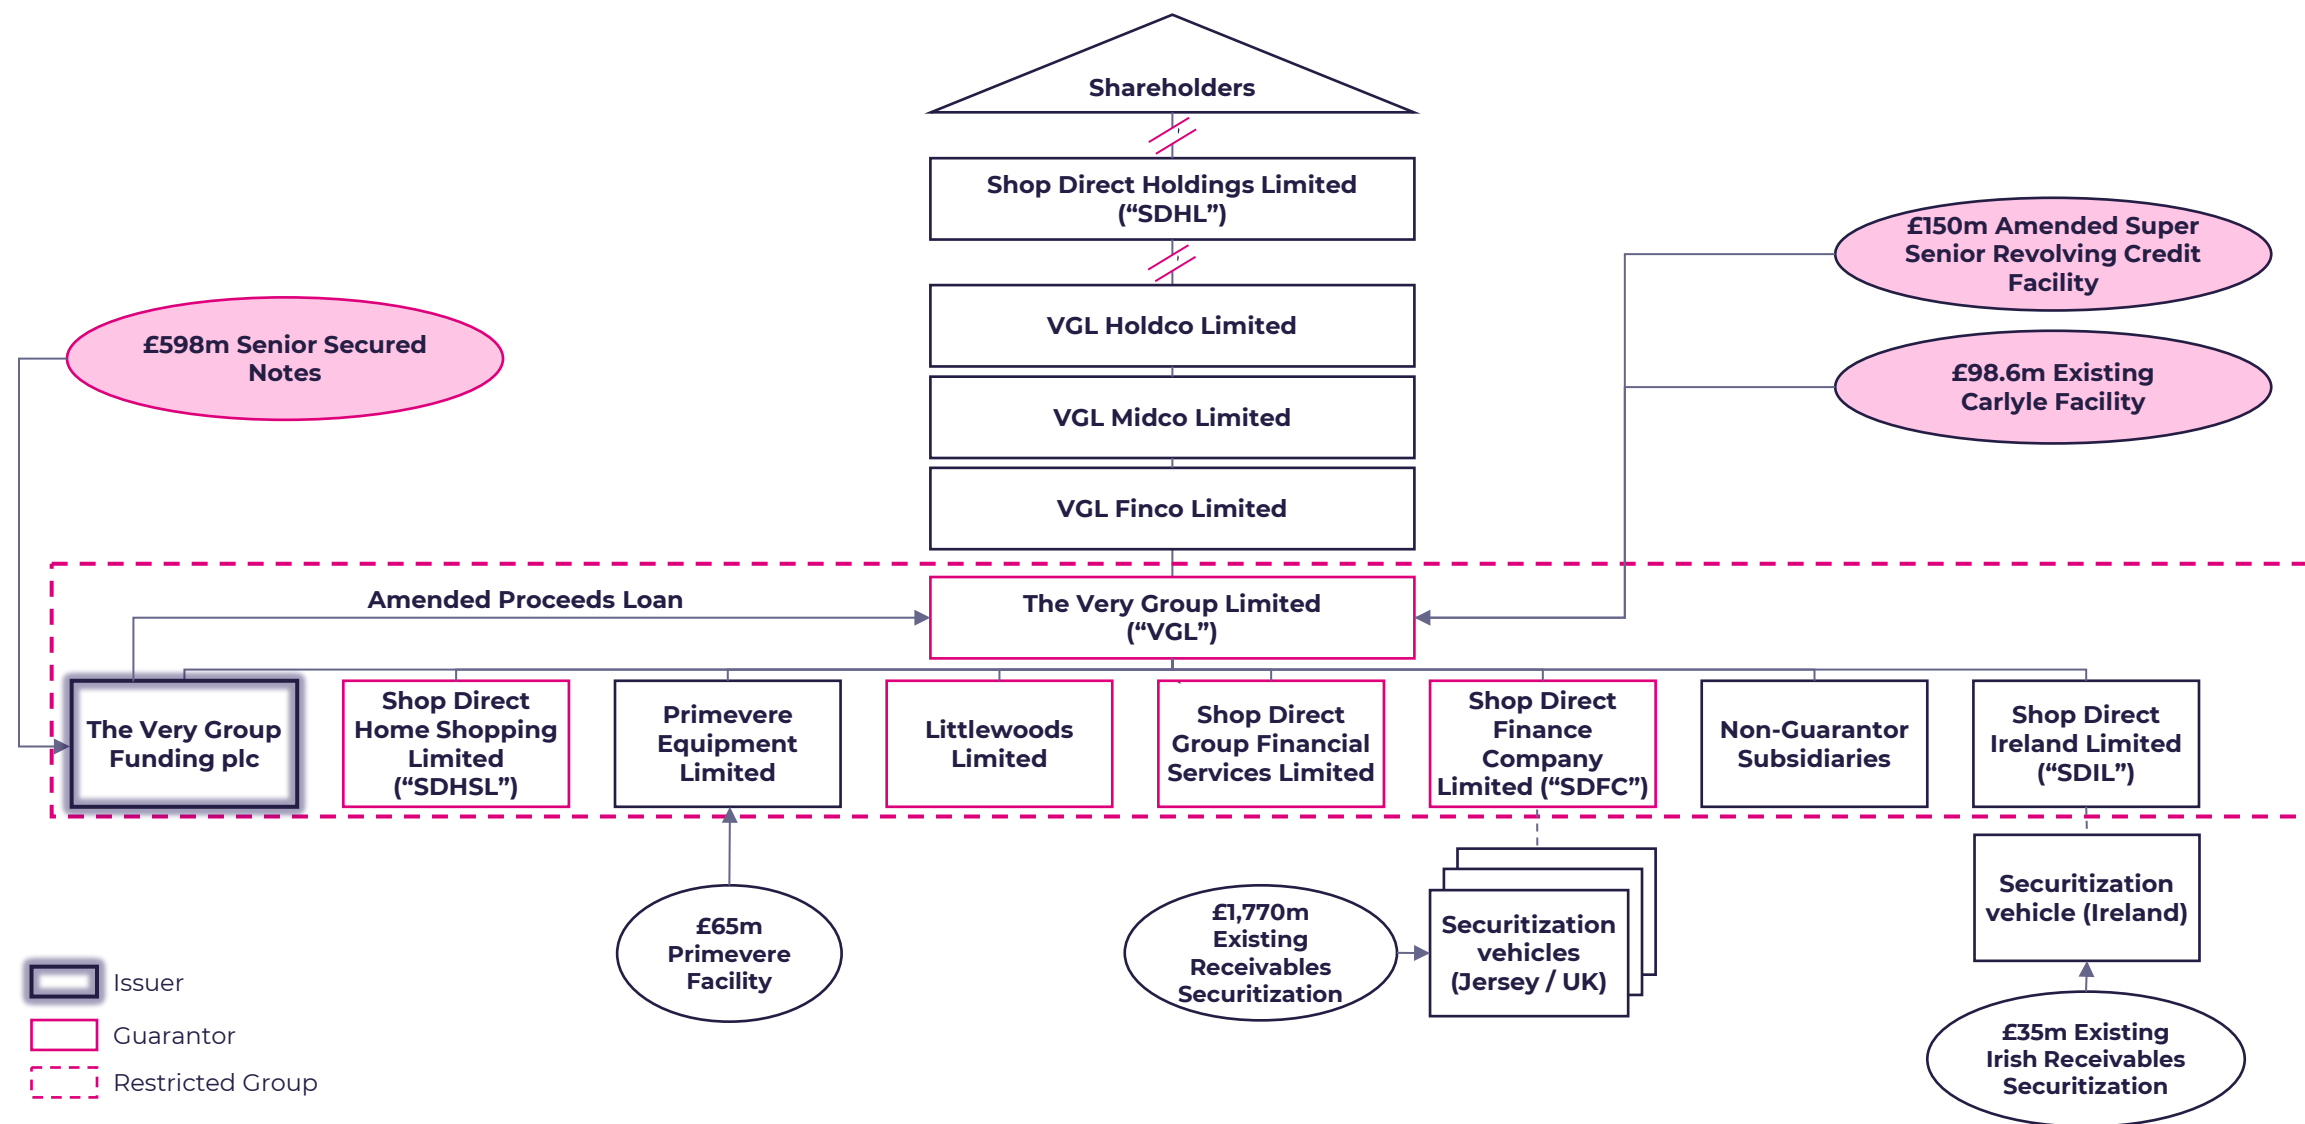 Shareholders
Shop Direct Holdings Limited
(“SDHL”)
£150m Amended Super
Senior Revolving Credit
Facility
VGL Holdco Limited
£598m Senior Secured
Notes
£98.6m Existing
Carlyle Facility
VGL Midco Limited
VGL Finco Limited
Amended Proceeds Loan
The Very Group Limited
(“VGL”)
The Very Group
Funding plc
Shop Direct
Home Shopping
Limited
(“SDHSL”)
Primevere
Equipment
Limited
Littlewoods
Limited
Shop Direct
Group Financial
Services Limited
Shop Direct
Finance
Company
Limited (“SDFC”)
Non-Guarantor
Subsidiaries
Shop Direct
Ireland Limited
(“SDIL”)
£65m
Primevere
Facility
£1,770m
Existing
Receivables
Securitization
Securitization
vehicles
(Jersey / UK)
Securitization
vehicle (Ireland)
£35m Existing
Irish Receivables
Securitization
Issuer
Guarantor
Restricted Group